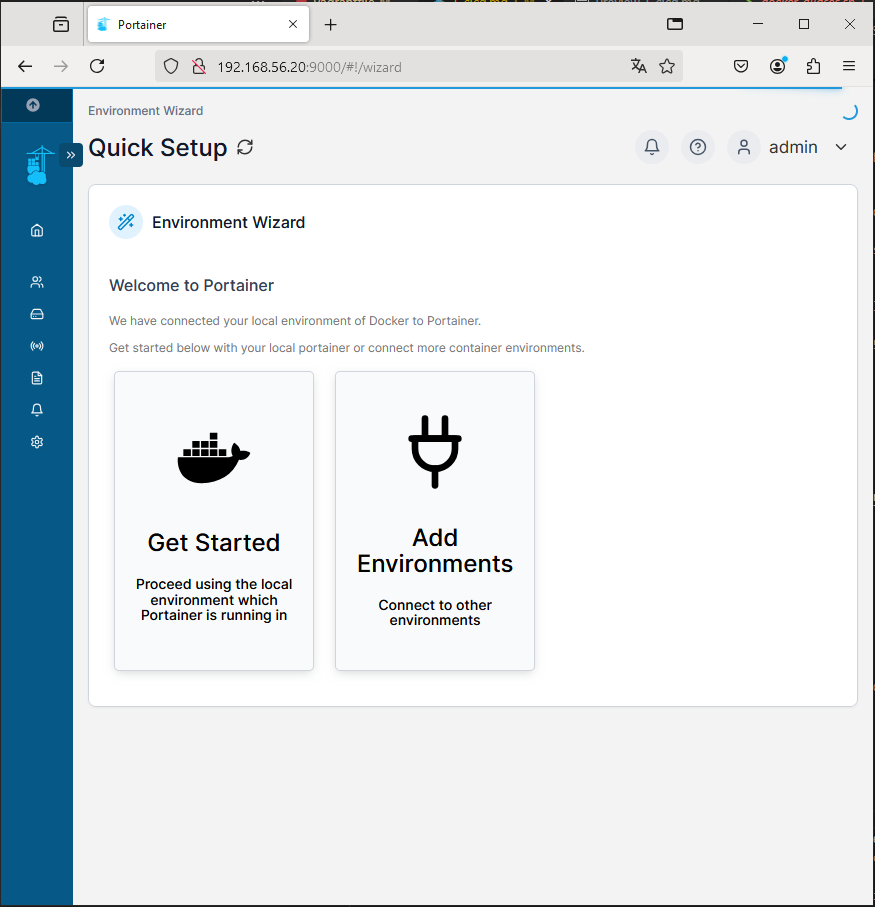 Portainer
192.168.56.20:9000/#!/wizard
Environment Wizard
Quick Setup
admin
Environment Wizard
Welcome to Portainer
We have connected your local environment of Docker to Portainer.
Get started below with your local portainer or connect more container environments.
Get Started
Proceed using the local
environment which
Portainer is running in
Add
Environments
Connect to other
environments